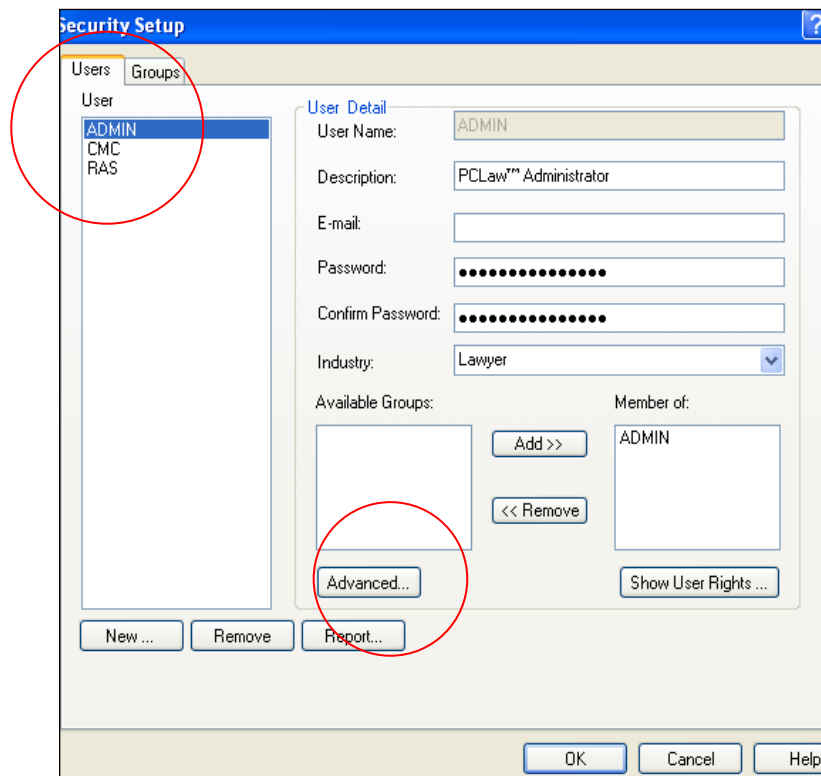 Security Setup
?
Users
Groups
User
ADMIN
CMC
RAS
User Detail
User Name:
ADMIN
Description:
PCLaw™ Administrator
E-mail:
Password:
●●●●●●●●●●●●●●●
Confirm Password:
●●●●●●●●●●●●●●●
Industry:
Lawyer
Available Groups:
Member of:
Add >>
ADMIN
<< Remove
Advanced...
Show User Rights ...
New ...
Remove
Report...
OK
Cancel
Help